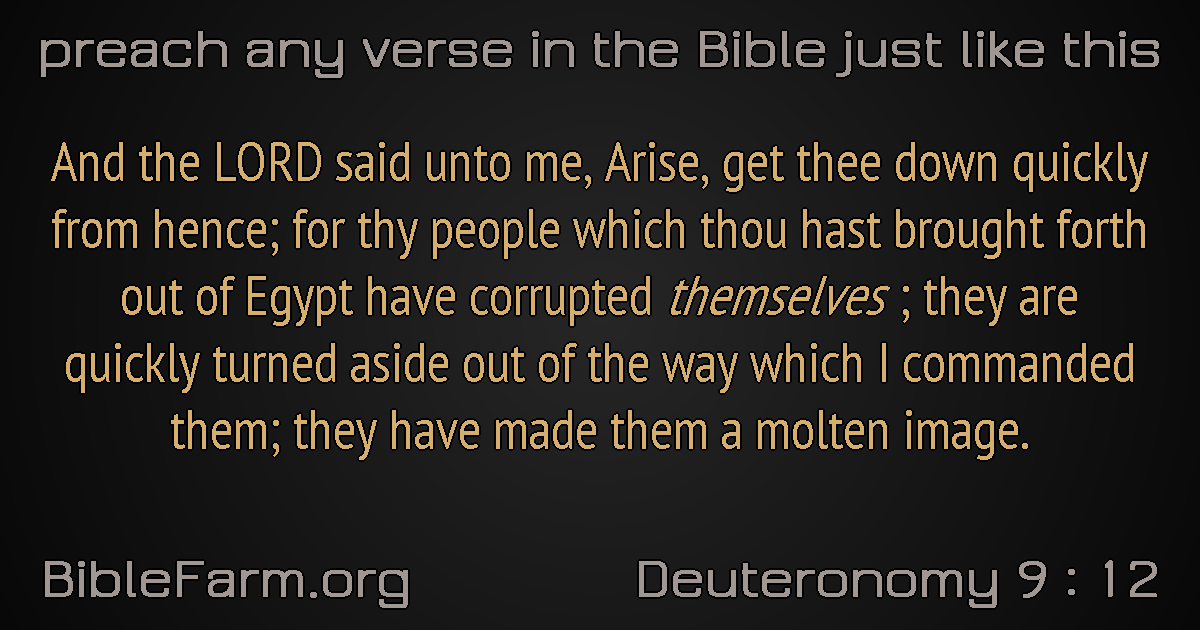 preach any verse in the Bible just like this
And the LORD said unto me, Arise, get thee down quickly
from hence; for thy people which thou hast brought forth
out of Egypt have corrupted themselves ; they are
quickly turned aside out of the way which I commanded
them; they have made them a molten image.
BibleFarm.org
Deuteronomy 9 : 12